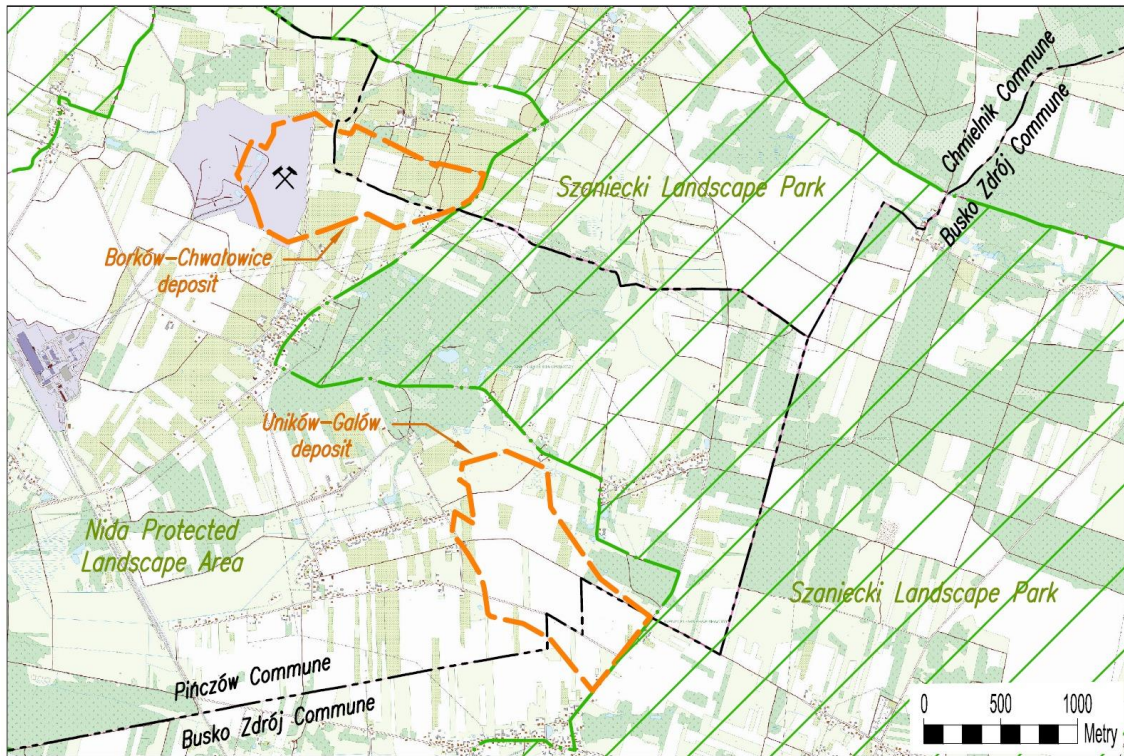 Chmielnik Commune
Busko Zdrój Commune
Szaniecki Landscape Park
Borków-Chwałowice
deposit
Uników-Galów
deposit
Nida Protected
Landscape Area
Szaniecki Landscape Park
Pińczów Commune
Busko Zdrój Commune
0 500 1000
Metry